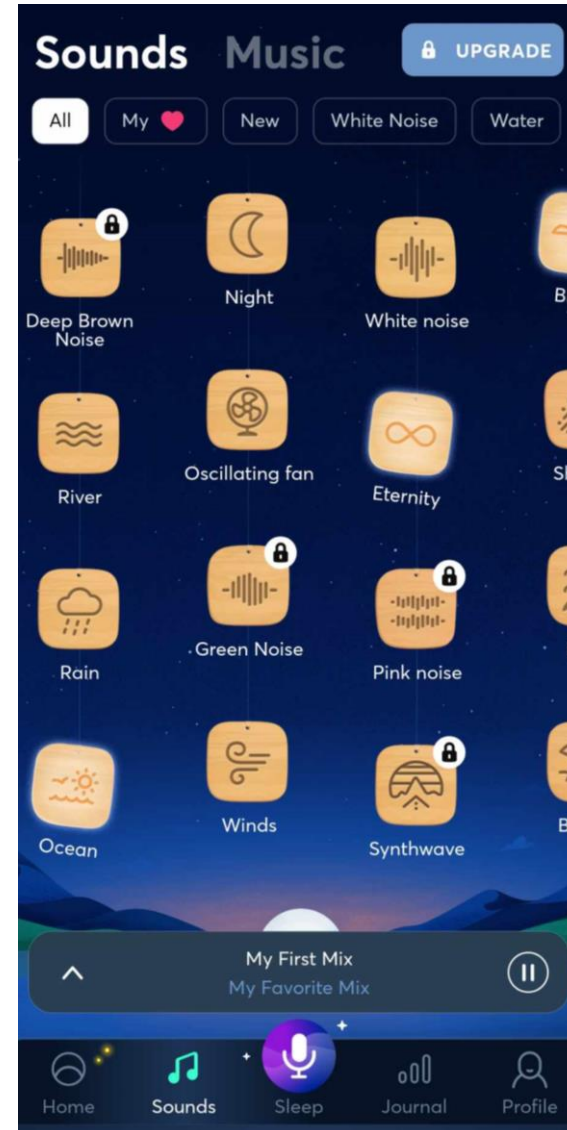 Sounds Music UPGRADE
All My New White Noise Water
Night
White noise
Deep Brown
Noise
Oscillating fan
River
Eternity
Green Noise
Rain
Pink noise
Winds
Ocean
Synthwave
My First Mix
My Favorite Mix
Home Sounds Sleep Journal Profile